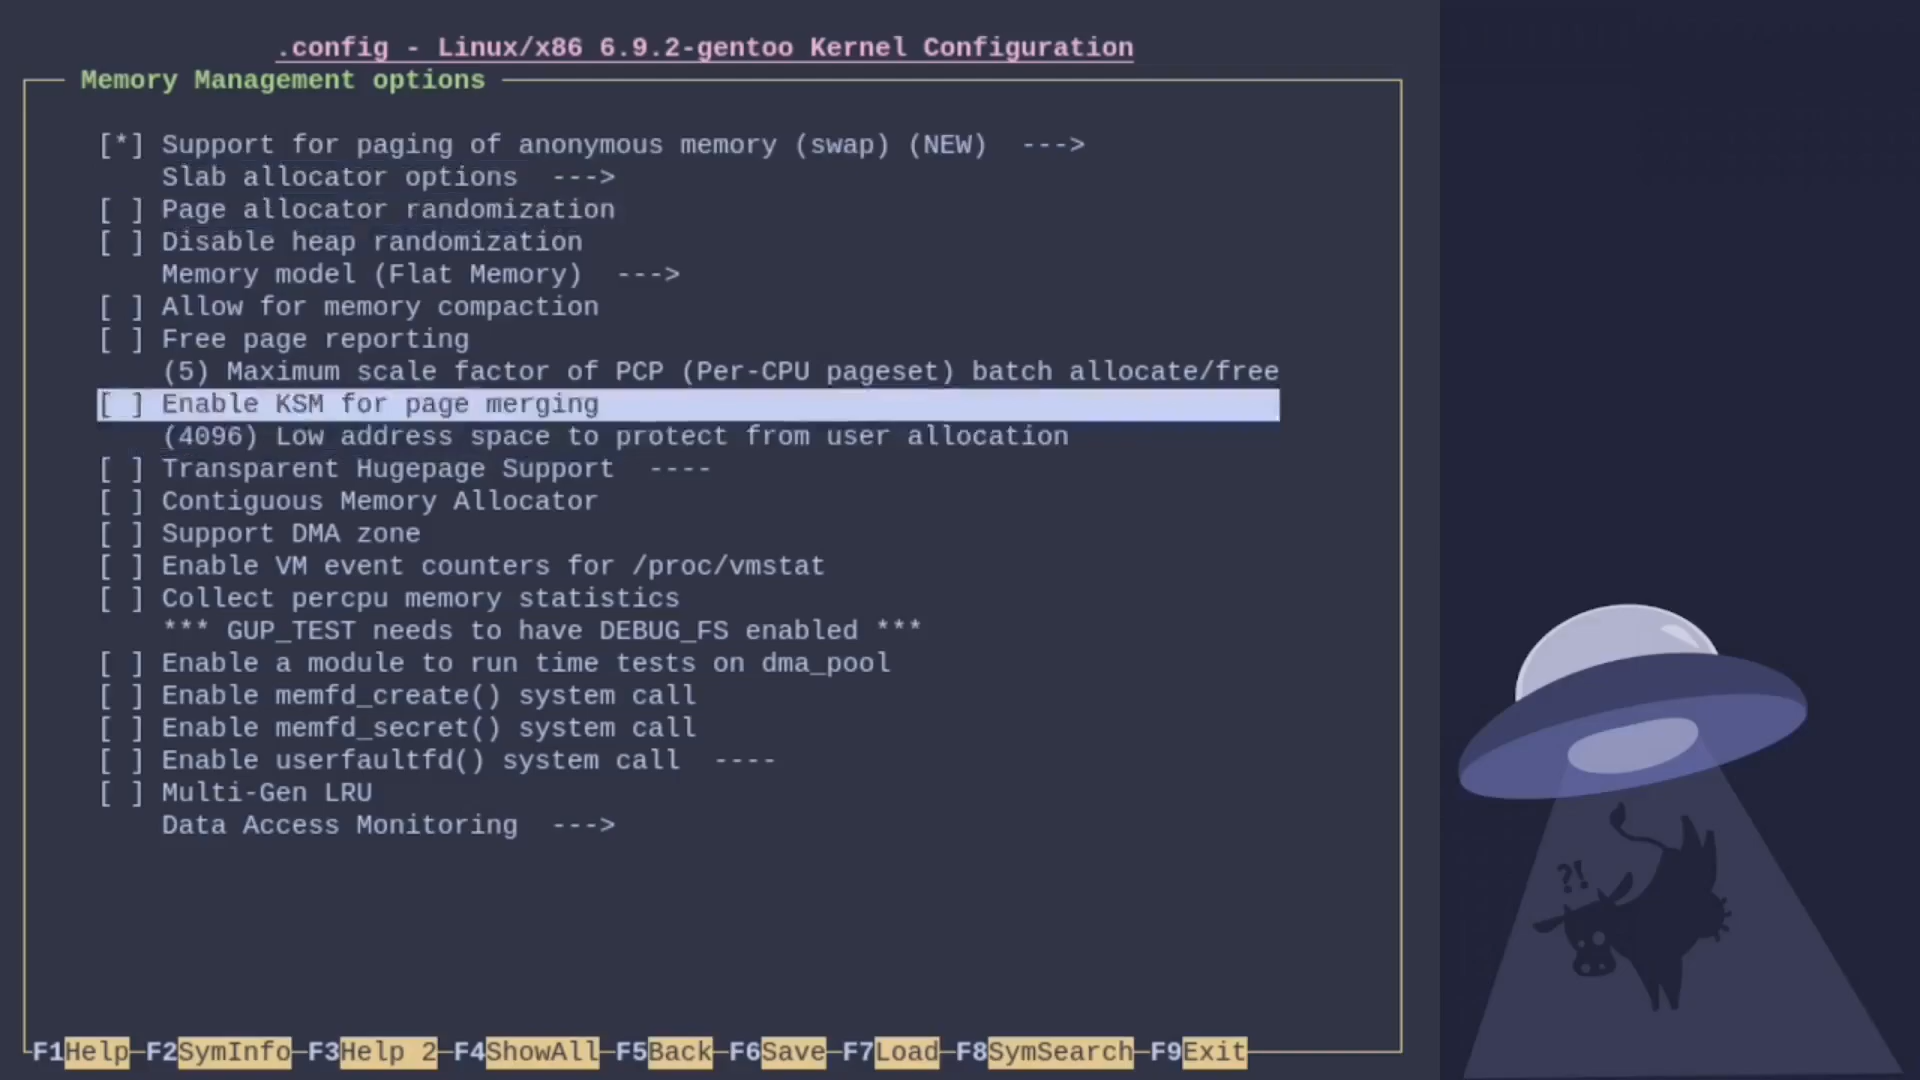 .config - Linux/x86 6.9.2-gentoo Kernel Configuration
Memory Management options
[*] Support for paging of anonymous memory (swap) (NEW)  --->
Slab allocator options  --->
[ ] Page allocator randomization
[ ] Disable heap randomization
Memory model (Flat Memory)  --->
[ ] Allow for memory compaction
[ ] Free page reporting
(5) Maximum scale factor of PCP (Per-CPU pageset) batch allocate/free
[ ] Enable KSM for page merging
(4096) Low address space to protect from user allocation
[ ] Transparent Hugepage Support  ----
[ ] Contiguous Memory Allocator
[ ] Support DMA zone
[ ] Enable VM event counters for /proc/vmstat
[ ] Collect percpu memory statistics
*** GUP_TEST needs to have DEBUG_FS enabled ***
[ ] Enable a module to run time tests on dma_pool
[ ] Enable memfd_create() system call
[ ] Enable memfd_secret() system call
[ ] Enable userfaultfd() system call  ----
[ ] Multi-Gen LRU
Data Access Monitoring  --->
?!
F1Help F2SymInfo F3Help 2 F4ShowAll F5Back F6Save F7Load F8SymSearch F9Exit